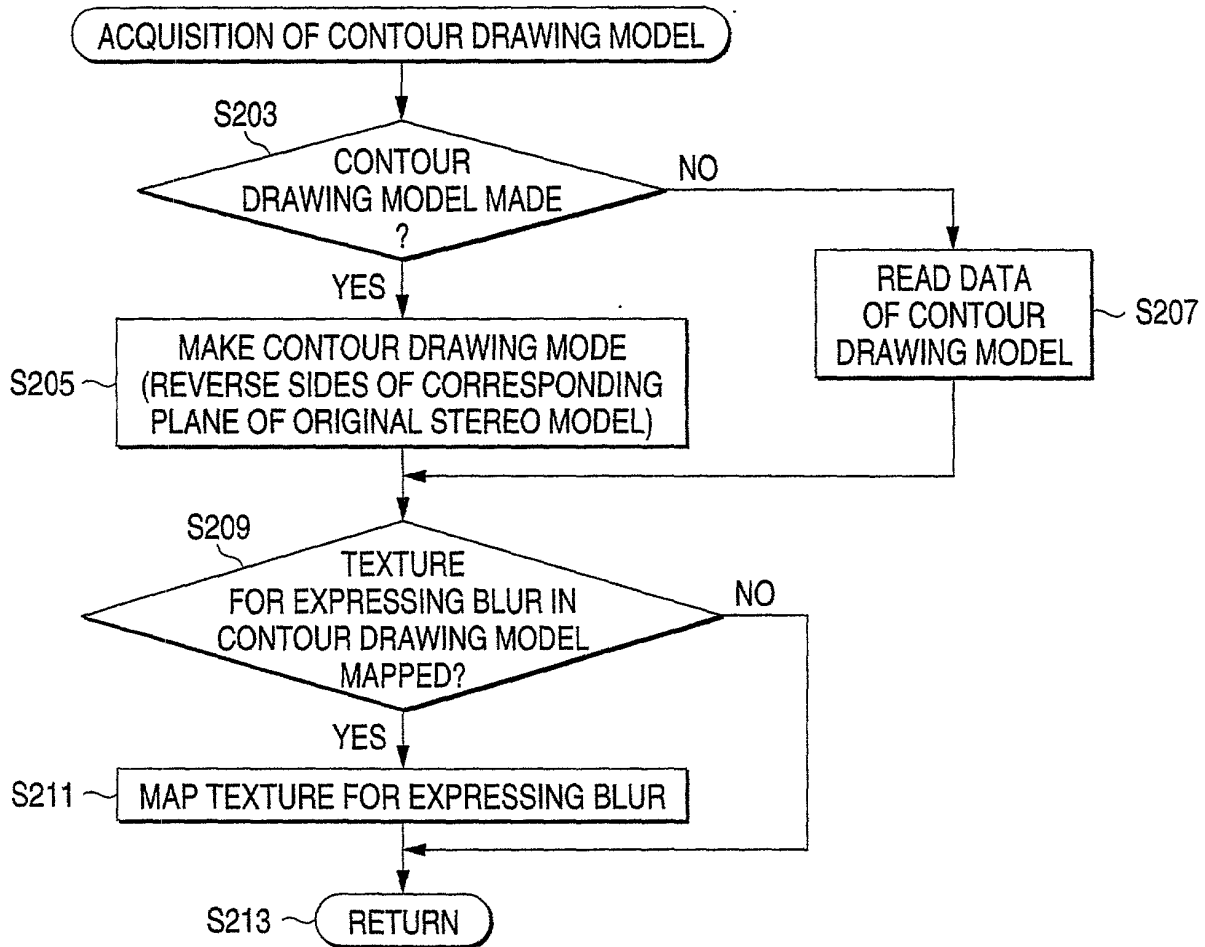 ACQUISITION OF CONTOUR DRAWING MODEL
S203
CONTOUR
DRAWING MODEL MADE
?
NO
YES
READ DATA
OF CONTOUR
DRAWING MODEL
S207
S205
MAKE CONTOUR DRAWING MODE
(REVERSE SIDES OF CORRESPONDING
PLANE OF ORIGINAL STEREO MODEL)
S209
TEXTURE
FOR EXPRESSING BLUR IN
CONTOUR DRAWING MODEL
MAPPED?
NO
YES
S211
MAP TEXTURE FOR EXPRESSING BLUR
S213
RETURN